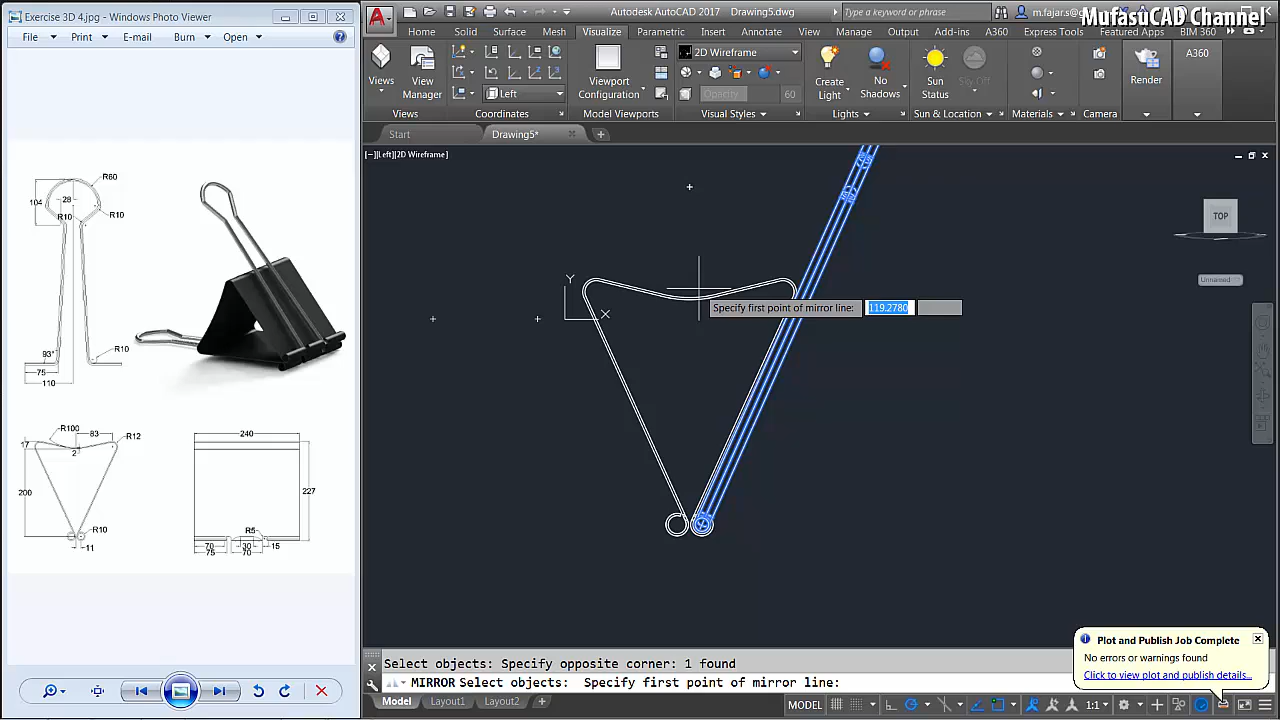 Exercise 3D 4.jpg - Windows Photo Viewer
File
Print
E-mail
Burn
Open
R60
104
28
R10
R10
R10
93°
75
110
R100
83
R12
17
2
200
R10
11
240
227
R5
70
30
15
75
70
Autodesk AutoCAD 2017
Drawing5.dwg
Type a keyword or phrase
m.fajar.s@
MufasuCAD Channel
Home
Solid
Surface
Mesh
Visualize
Parametric
Insert
Annotate
View
Manage
Output
Add-ins
A360
Express Tools
Featured Apps
BIM 360
Views
View
Manager
Left
Viewport
Configuration
2D Wireframe
Opacity
60
Create
Light
No
Shadows
Sun
Status
Sky Off
Render
A360
Views
Coordinates
Model Viewports
Visual Styles
Lights
Sun & Location
Materials
Camera
Start
Drawing5*
[−][Left][2D Wireframe]
TOP
Unnamed
Y
X
Specify first point of mirror line:
119.2780
Select objects: Specify opposite corner: 1 found
MIRROR Select objects: Specify first point of mirror line:
Plot and Publish Job Complete
No errors or warnings found
Click to view plot and publish details...
Model
Layout1
Layout2
MODEL
1:1